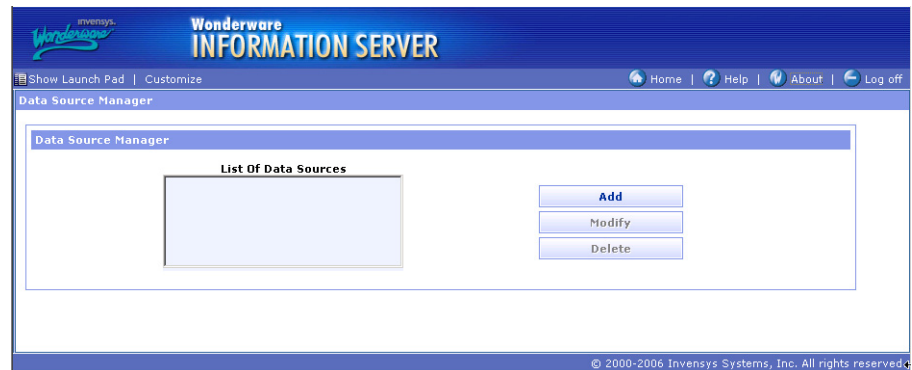 invensys.
Wonderware
Wonderware
INFORMATION SERVER
Show Launch Pad | Customize
Home | Help | About | Log off
Data Source Manager
Data Source Manager
List Of Data Sources
Add
Modify
Delete
© 2000-2006 Invensys Systems, Inc. All rights reserved.